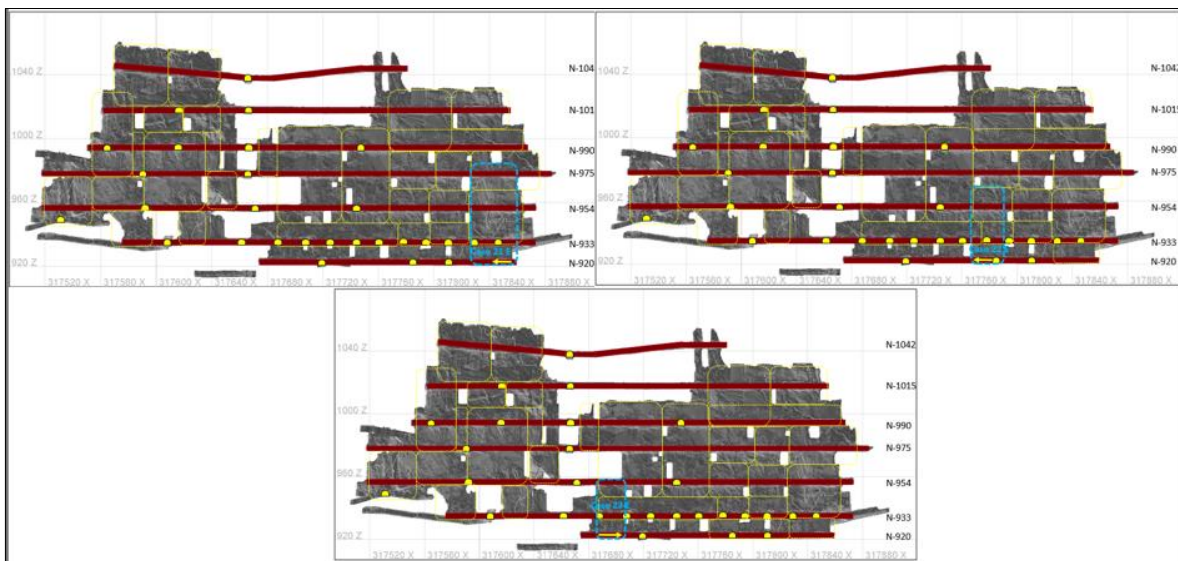 1040 Z
1000 Z
960 Z
920 Z
N-104
N-101
N-990
N-975
N-954
N-933
N-920
317520 X
317560 X
317600 X
317640 X
317680 X
317720 X
317760 X
317800 X
317840 X
317880 X
1040 Z
1000 Z
960 Z
920 Z
N-1042
N-1015
N-990
N-975
N-954
N-933
N-920
317520 X
317560 X
317600 X
317640 X
317680 X
317720 X
317760 X
317800 X
317840 X
317880 X
1040 Z
1000 Z
960 Z
920 Z
N-1042
N-1015
N-990
N-975
N-954
N-933
N-920
317520 X
317560 X
317600 X
317640 X
317680 X
317720 X
317760 X
317800 X
317840 X
317880 X